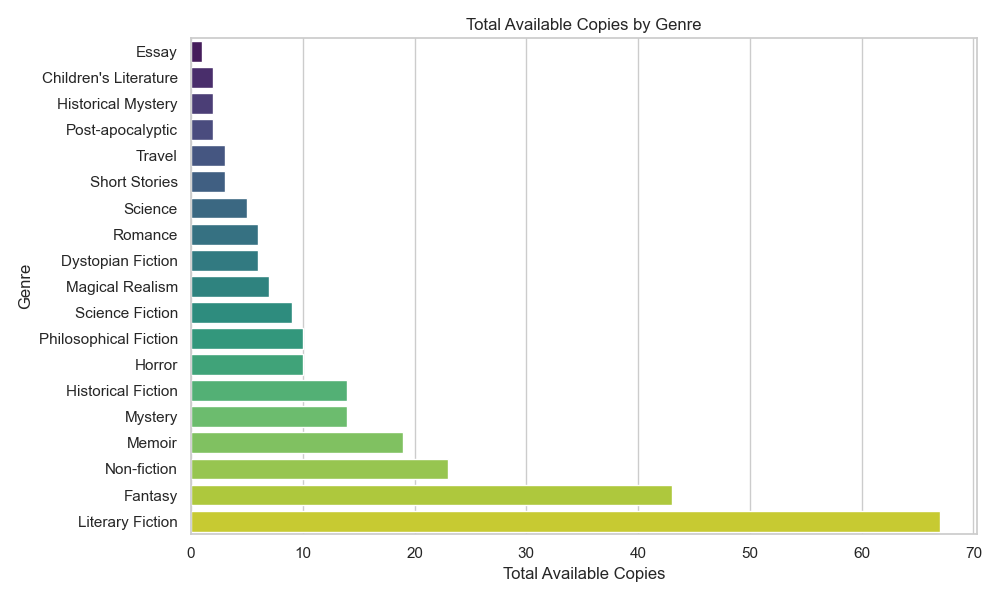 Total Available Copies by Genre
Essay
Children's Literature
Historical Mystery
Post-apocalyptic
Travel
Short Stories
Science
Romance
Dystopian Fiction
Magical Realism
Science Fiction
Philosophical Fiction
Horror
Historical Fiction
Mystery
Memoir
Non-fiction
Fantasy
Literary Fiction
Genre
0 10 20 30 40 50 60 70
Total Available Copies